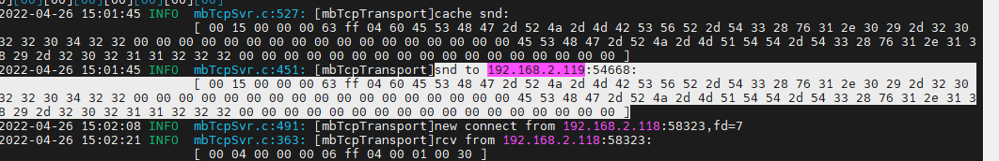 00][00][00][00][00][00]
2022-04-26 15:01:45 INFO  mbTcpSvr.c:527: [mbTcpTransport]cache snd:
[ 00 15 00 00 00 63 ff 04 60 45 53 48 47 2d 52 4a 2d 4d 42 53 56 52 2d 54 33 28 76 31 2e 30 29 2d 32 30
32 32 30 34 32 32 00 00 00 00 00 00 00 00 00 00 00 00 00 00 00 00 00 00 45 53 48 47 2d 52 4a 2d 4d 51 54 54 2d 54 33 28 76 31 2e 31 3
8 29 2d 32 30 32 31 31 32 32 32 00 00 00 00 00 00 00 00 00 00 00 00 00 00 00 00 00 00 ]
2022-04-26 15:01:45 INFO  mbTcpSvr.c:451: [mbTcpTransport]snd to 192.168.2.119:54668:
[ 00 15 00 00 00 63 ff 04 60 45 53 48 47 2d 52 4a 2d 4d 42 53 56 52 2d 54 33 28 76 31 2e 30 29 2d 32 30
32 32 30 34 32 32 00 00 00 00 00 00 00 00 00 00 00 00 00 00 00 00 00 00 45 53 48 47 2d 52 4a 2d 4d 51 54 54 2d 54 33 28 76 31 2e 31 3
8 29 2d 32 30 32 31 31 32 32 32 00 00 00 00 00 00 00 00 00 00 00 00 00 00 00 00 00 00 ]
2022-04-26 15:02:08 INFO  mbTcpSvr.c:491: [mbTcpTransport]new connect from 192.168.2.118:58323,fd=7
2022-04-26 15:02:21 INFO  mbTcpSvr.c:363: [mbTcpTransport]rcv from 192.168.2.118:58323:
[ 00 04 00 00 00 06 ff 04 00 01 00 30 ]